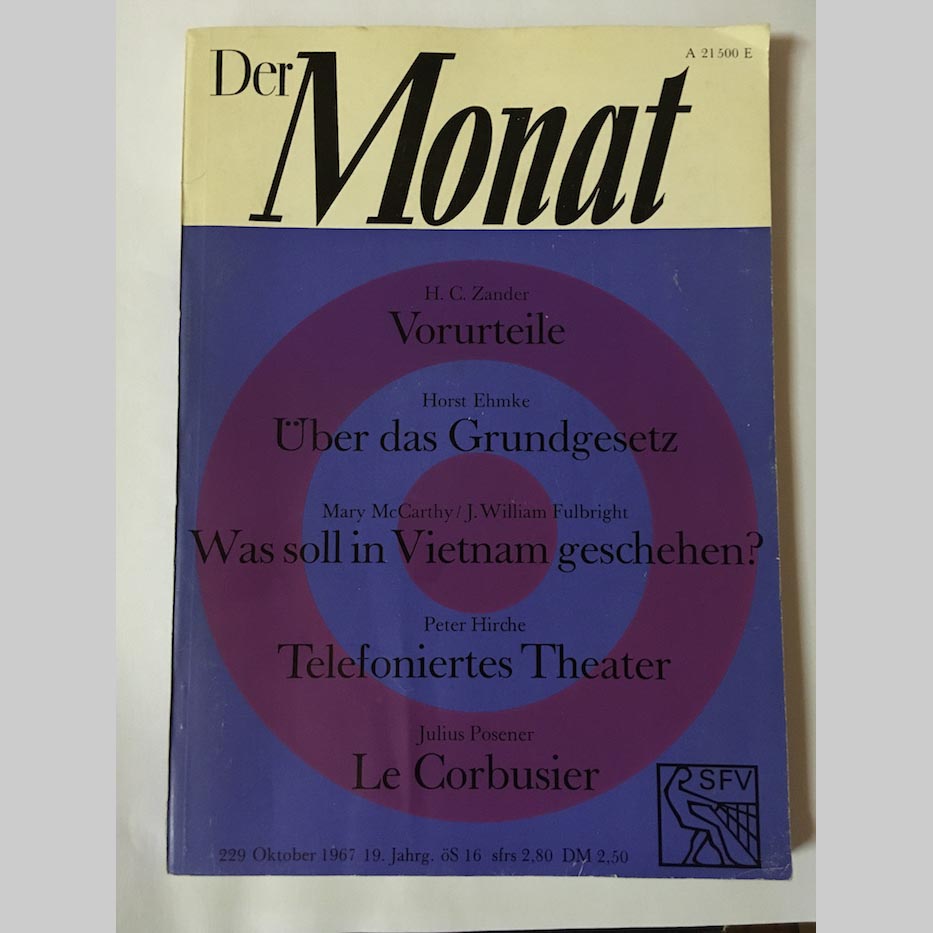 Der Monat
A 21500 E
H. C. Zander
Vorurteile
Horst Ehmke
Über das Grundgesetz
Mary McCarthy / J. William Fulbright
Was soll in Vietnam geschehen?
Peter Hirche
Telefoniertes Theater
Julius Posener
Le Corbusier
SFV
229 Oktober 1967 19. Jahrg. öS 16 sfrs 2,80 DM 2,50